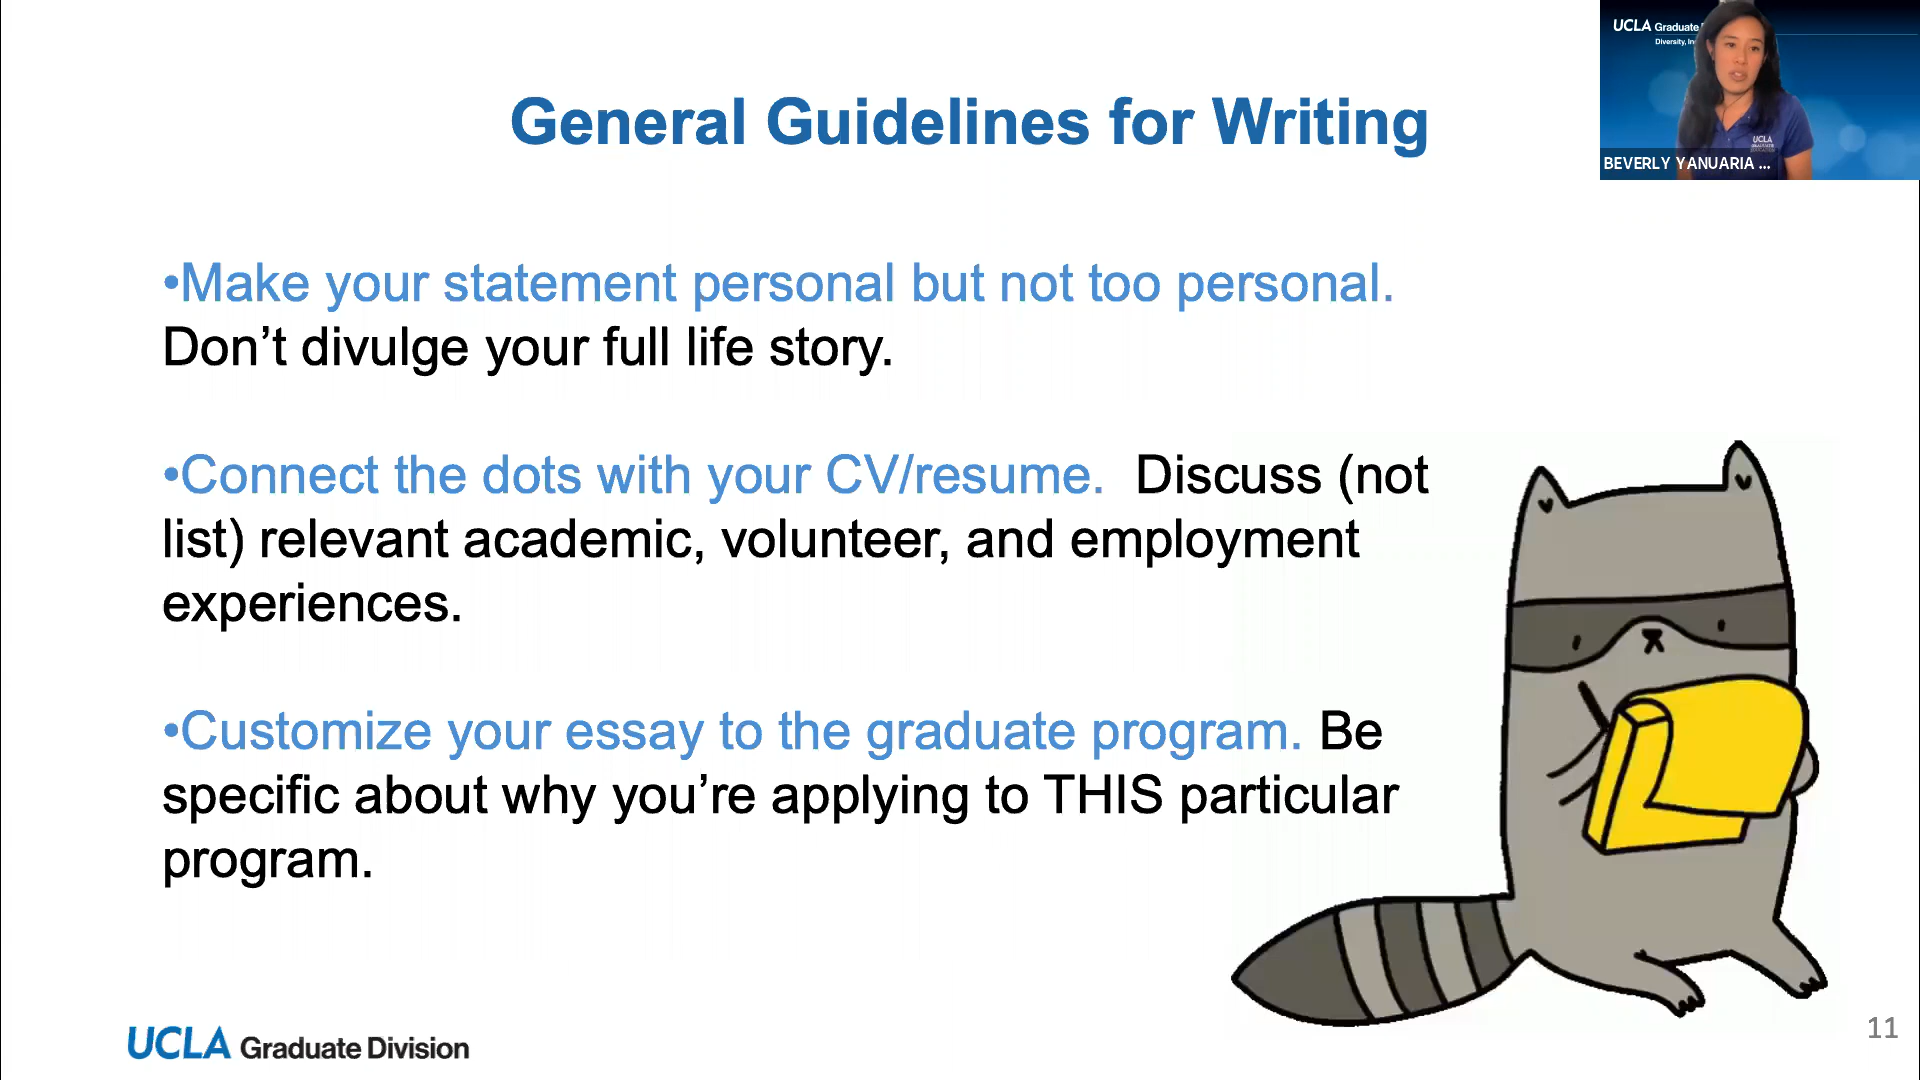 General Guidelines for Writing
UCLA Graduate
Diversity, In
UCLA
BEVERLY YANUARIA ...
•Make your statement personal but not too personal.
Don’t divulge your full life story.
•Connect the dots with your CV/resume.  Discuss (not
list) relevant academic, volunteer, and employment
experiences.
•Customize your essay to the graduate program. Be
specific about why you’re applying to THIS particular
program.
UCLA Graduate Division
11